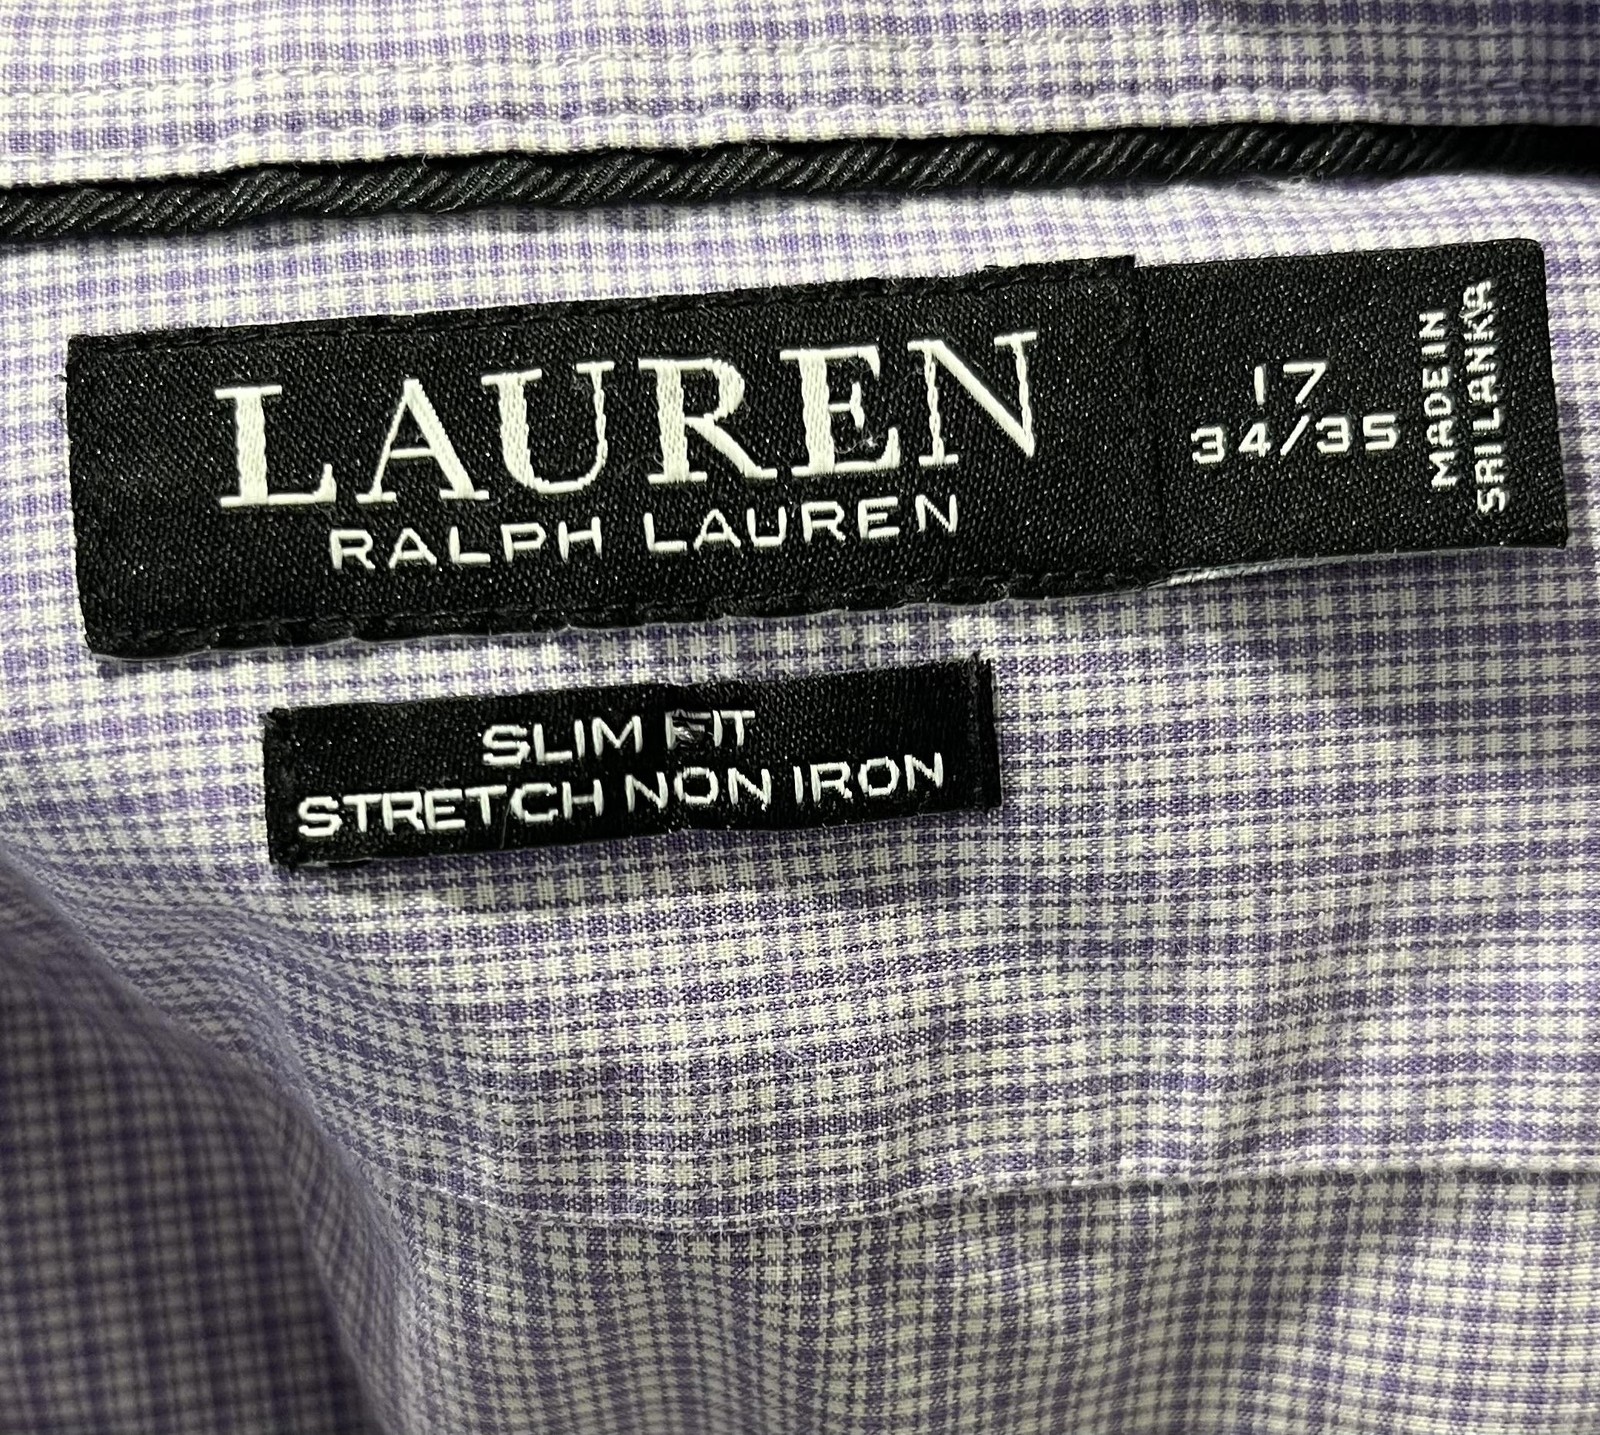 LAUREN
RALPH LAUREN
17
34/35
MADE IN
SRI LANKA
SLIM FIT
STRETCH NON IRON